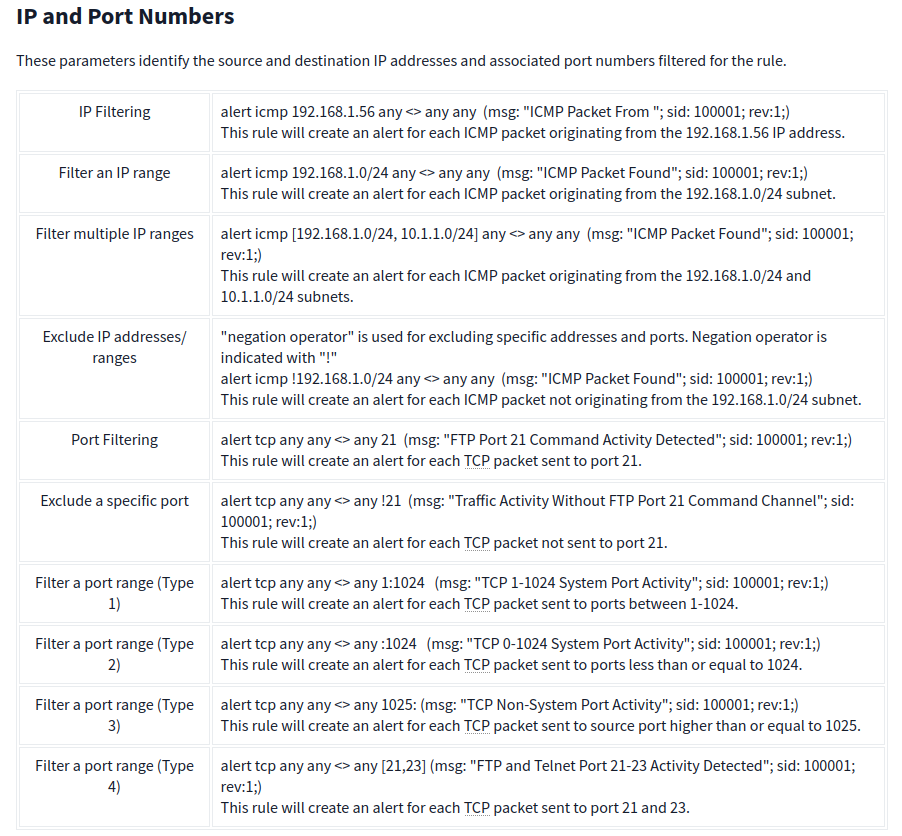 IP and Port Numbers
These parameters identify the source and destination IP addresses and associated port numbers filtered for the rule.
IP Filtering
alert icmp 192.168.1.56 any <> any any  (msg: "ICMP Packet From "; sid: 100001; rev:1;)
This rule will create an alert for each ICMP packet originating from the 192.168.1.56 IP address.
Filter an IP range
alert icmp 192.168.1.0/24 any <> any any  (msg: "ICMP Packet Found"; sid: 100001; rev:1;)
This rule will create an alert for each ICMP packet originating from the 192.168.1.0/24 subnet.
Filter multiple IP ranges
alert icmp [192.168.1.0/24, 10.1.1.0/24] any <> any any  (msg: "ICMP Packet Found"; sid: 100001;
rev:1;)
This rule will create an alert for each ICMP packet originating from the 192.168.1.0/24 and
10.1.1.0/24 subnets.
Exclude IP addresses/
ranges
"negation operator" is used for excluding specific addresses and ports. Negation operator is
indicated with "!"
alert icmp !192.168.1.0/24 any <> any any  (msg: "ICMP Packet Found"; sid: 100001; rev:1;)
This rule will create an alert for each ICMP packet not originating from the 192.168.1.0/24 subnet.
Port Filtering
alert tcp any any <> any 21  (msg: "FTP Port 21 Command Activity Detected"; sid: 100001; rev:1;)
This rule will create an alert for each TCP packet sent to port 21.
Exclude a specific port
alert tcp any any <> any !21  (msg: "Traffic Activity Without FTP Port 21 Command Channel"; sid:
100001; rev:1;)
This rule will create an alert for each TCP packet not sent to port 21.
Filter a port range (Type
1)
alert tcp any any <> any 1:1024   (msg: "TCP 1-1024 System Port Activity"; sid: 100001; rev:1;)
This rule will create an alert for each TCP packet sent to ports between 1-1024.
Filter a port range (Type
2)
alert tcp any any <> any :1024   (msg: "TCP 0-1024 System Port Activity"; sid: 100001; rev:1;)
This rule will create an alert for each TCP packet sent to ports less than or equal to 1024.
Filter a port range (Type
3)
alert tcp any any <> any 1025: (msg: "TCP Non-System Port Activity"; sid: 100001; rev:1;)
This rule will create an alert for each TCP packet sent to source port higher than or equal to 1025.
Filter a port range (Type
4)
alert tcp any any <> any [21,23] (msg: "FTP and Telnet Port 21-23 Activity Detected"; sid: 100001;
rev:1;)
This rule will create an alert for each TCP packet sent to port 21 and 23.